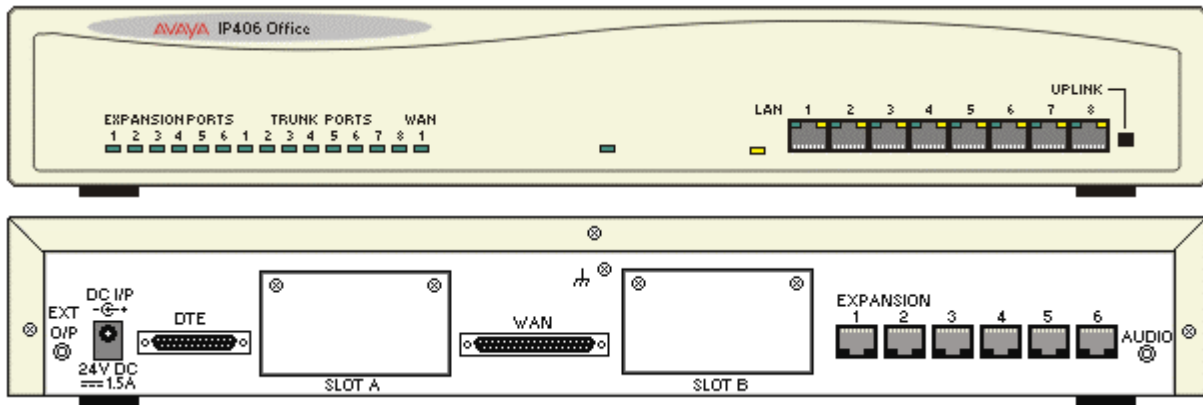 AVAYA IP406 Office
UPLINK
EXPANSION PORTS TRUNK PORTS WAN
1 2 3 4 5 6 1 2 3 4 5 6 7 8 1
LAN 1 2 3 4 5 6 7 8
EXT
O/P
DC I/P
- +
24V DC
1.5A
DTE
SLOT A
WAN
SLOT B
EXPANSION
1 2 3 4 5 6
AUDIO